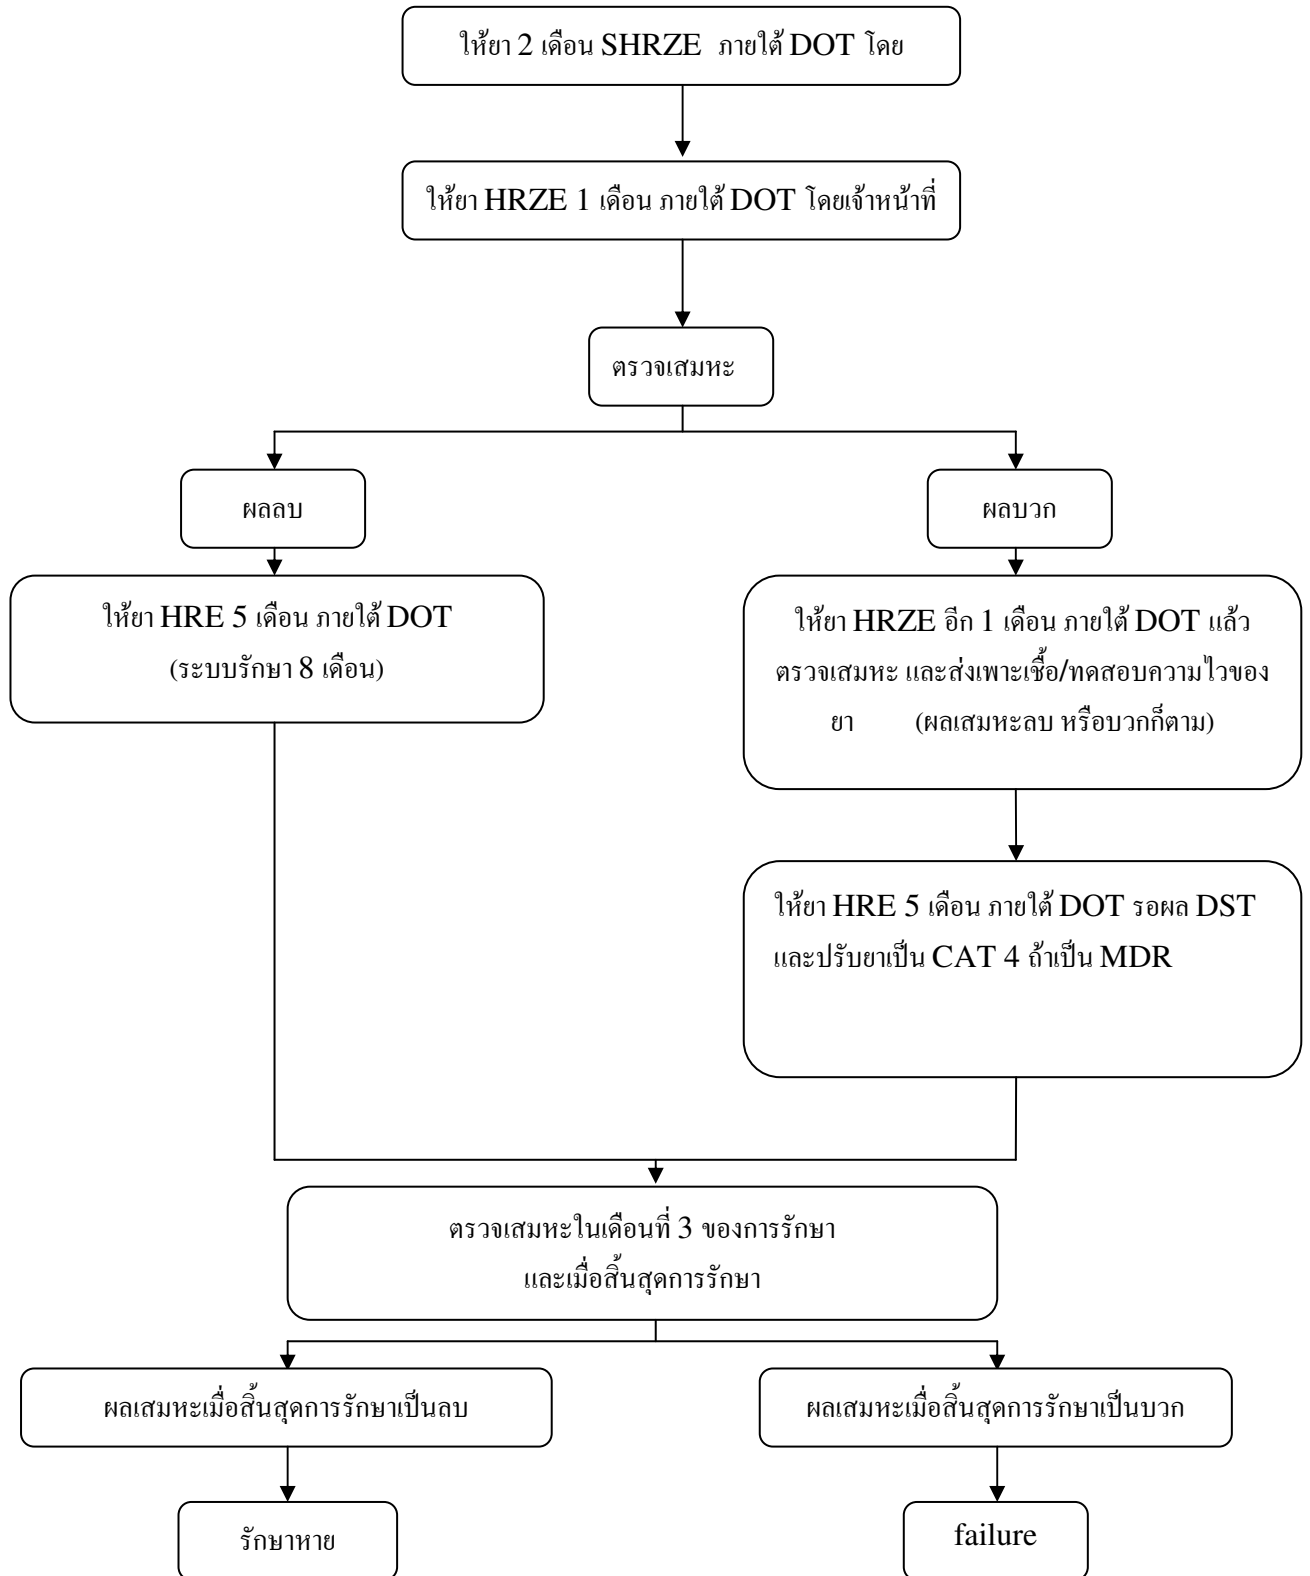 ให้ยา 2 เดือน SHRZE ภายใต้ DOT โดย
ให้ยา HRZE 1 เดือน ภายใต้ DOT โดยเจ้าหน้าที่
ตรวจเสมหะ
ผลลบ
ผลบวก
ให้ยา HRE 5 เดือน ภายใต้ DOT
(ระบบรักษา 8 เดือน)
ให้ยา HRZE อีก 1 เดือน ภายใต้ DOT แล้ว
ตรวจเสมหะ และส่งเพาะเชื้อ/ทดสอบความไวของ
ยา (ผลเสมหะลบ หรือบวกก็ตาม)
ให้ยา HRE 5 เดือน ภายใต้ DOT รอผล DST
และปรับยาเป็น CAT 4 ถ้าเป็น MDR
ตรวจเสมหะในเดือนที่ 3 ของการรักษา
และเมื่อสิ้นสุดการรักษา
ผลเสมหะเมื่อสิ้นสุดการรักษาเป็นลบ
ผลเสมหะเมื่อสิ้นสุดการรักษาเป็นบวก
รักษาหาย
failure